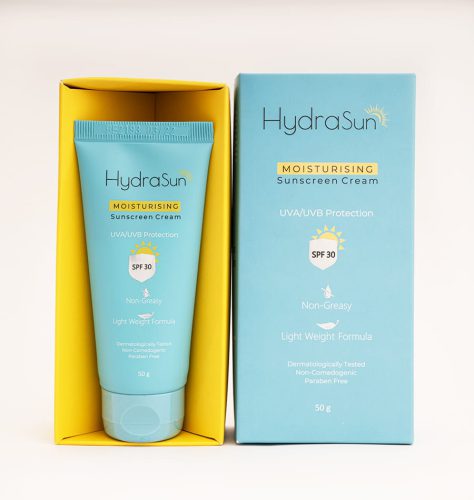 HydraSun
MOISTURISING
Sunscreen Cream
UVA/UVB Protection
SPF 30
Non-Greasy
Light Weight Formula
Dermatologically Tested
Non-Comedogenic
Paraben Free
50 g
HydraSun
MOISTURISING
Sunscreen Cream
UVA/UVB Protection
SPF 30
Non-Greasy
Light Weight Formula
Dermatologically Tested
Non-Comedogenic
Paraben Free
50 g